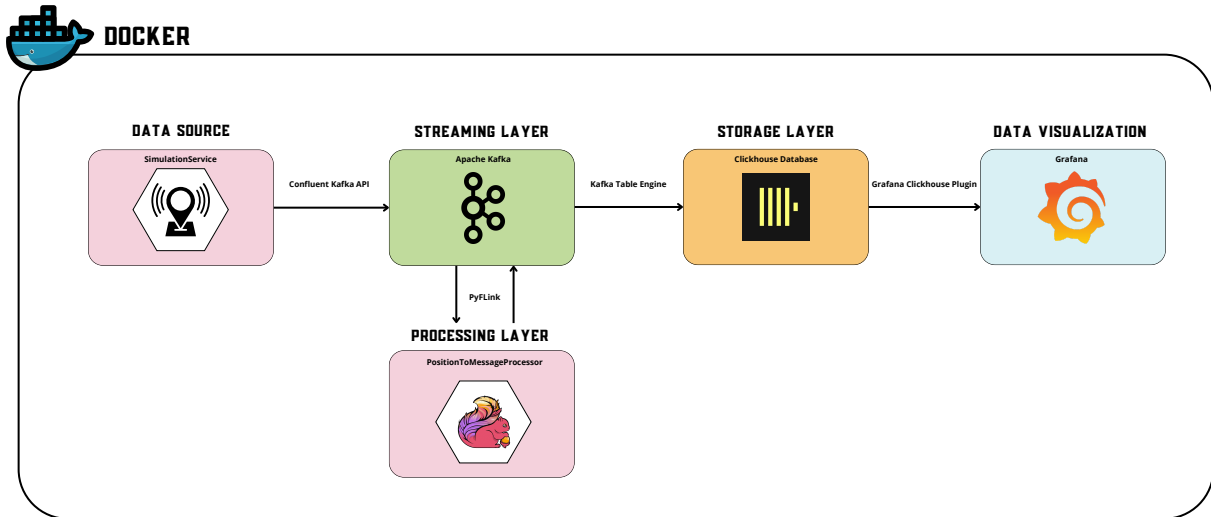 DOCKER
DATA SOURCE
STREAMING LAYER
STORAGE LAYER
DATA VISUALIZATION
SimulationService
Apache Kafka
Clickhouse Database
Grafana
Confluent Kafka API
Kafka Table Engine
Grafana Clickhouse Plugin
PyFLink
PROCESSING LAYER
PositionToMessageProcessor